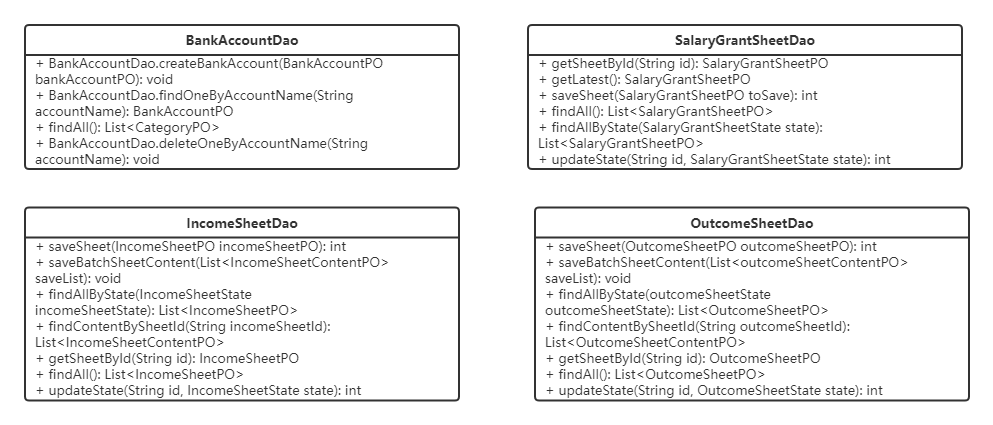 BankAccountDao
+ BankAccountDao.createBankAccount(BankAccountPO
bankAccountPO): void
+ BankAccountDao.findOneByAccountName(String
accountName): BankAccountPO
+ findAll(): List<CategoryPO>
+ BankAccountDao.deleteOneByAccountName(String
accountName): void
SalaryGrantSheetDao
+ getSheetById(String id): SalaryGrantSheetPO
+ getLatest(): SalaryGrantSheetPO
+ saveSheet(SalaryGrantSheetPO toSave): int
+ findAll(): List<SalaryGrantSheetPO>
+ findAllByState(SalaryGrantSheetState state):
List<SalaryGrantSheetPO>
+ updateState(String id, SalaryGrantSheetState state): int
IncomeSheetDao
+ saveSheet(IncomeSheetPO incomeSheetPO): int
+ saveBatchSheetContent(List<IncomeSheetContentPO>
saveList): void
+ findAllByState(IncomeSheetState
incomeSheetState): List<IncomeSheetPO>
+ findContentBySheetId(String incomeSheetId):
List<IncomeSheetContentPO>
+ getSheetById(String id): IncomeSheetPO
+ findAll(): List<IncomeSheetPO>
+ updateState(String id, IncomeSheetState state): int
OutcomeSheetDao
+ saveSheet(OutcomeSheetPO outcomeSheetPO): int
+ saveBatchSheetContent(List<outcomeSheetContentPO>
saveList): void
+ findAllByState(outcomeSheetState
outcomeSheetState): List<OutcomeSheetPO>
+ findContentBySheetId(String outcomeSheetId):
List<OutcomeSheetContentPO>
+ getSheetById(String id): OutcomeSheetPO
+ findAll(): List<OutcomeSheetPO>
+ updateState(String id, OutcomeSheetState state): int